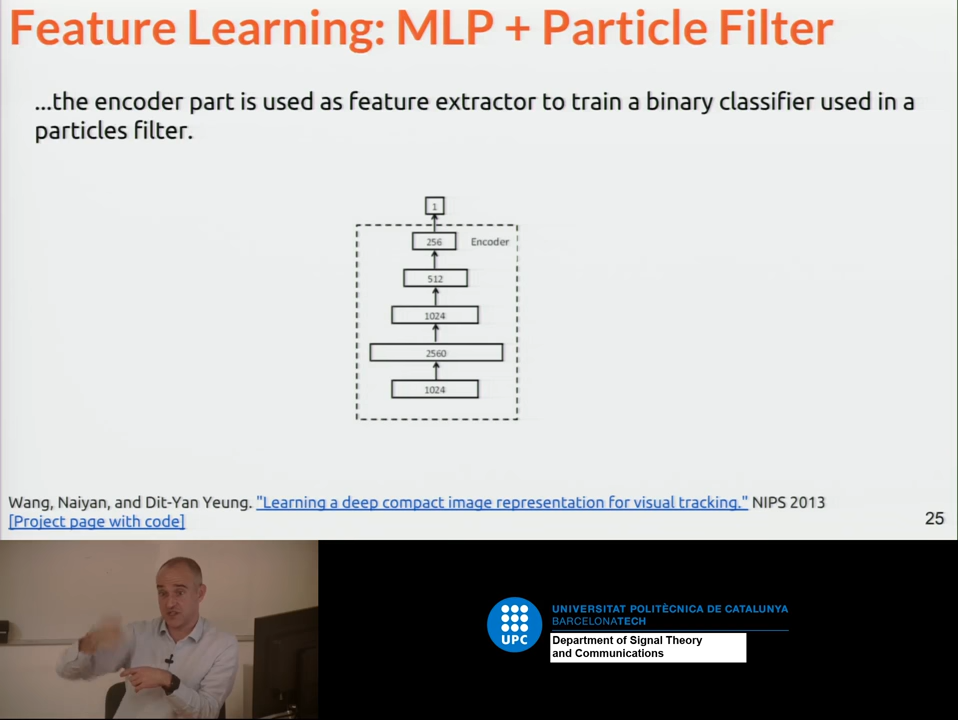 Feature Learning: MLP + Particle Filter
...the encoder part is used as feature extractor to train a binary classifier used in a
particles filter.
1
256 Encoder
512
1024
2560
1024
Wang, Naiyan, and Dit-Yan Yeung. "Learning a deep compact image representation for visual tracking." NIPS 2013
[Project page with code]
25
UPC
UNIVERSITAT POLITÈCNICA DE CATALUNYA
BARCELONATECH
Department of Signal Theory
and Communications